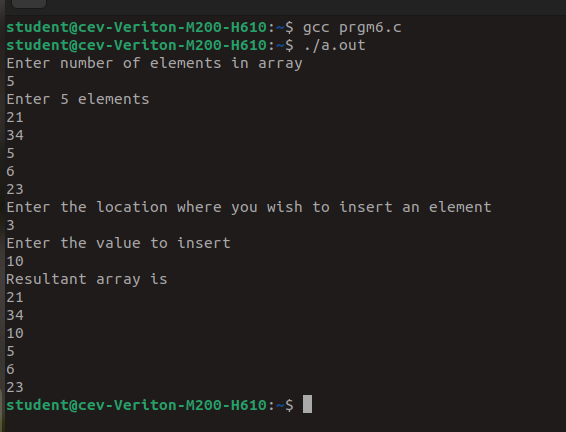 student@cev-Veriton-M200-H610:~$ gcc prgm6.c
student@cev-Veriton-M200-H610:~$ ./a.out
Enter number of elements in array
5
Enter 5 elements
21
34
5
6
23
Enter the location where you wish to insert an element
3
Enter the value to insert
10
Resultant array is
21
34
10
5
6
23
student@cev-Veriton-M200-H610:~$